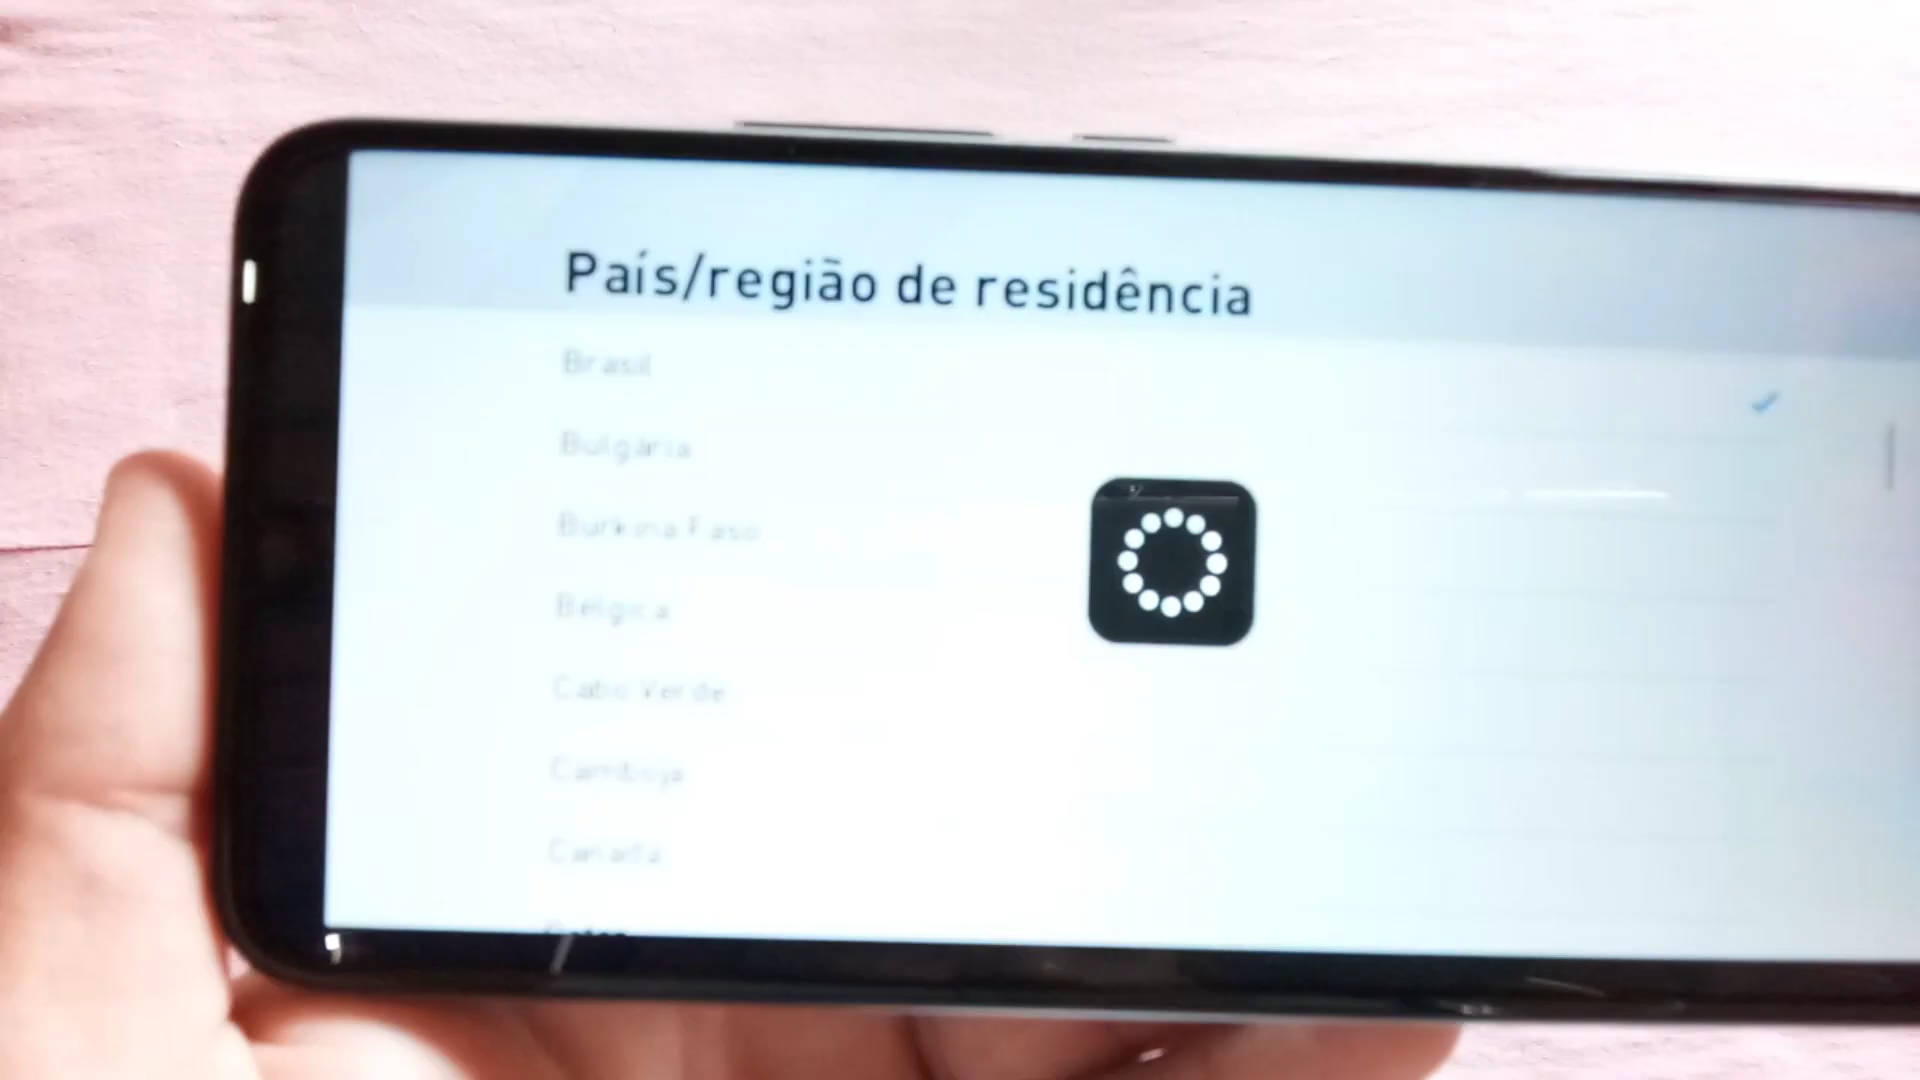 País/região de residência
Brasil
Bulgária
Burkina Faso
Bélgica
Cabo Verde
Camboja
Canadá